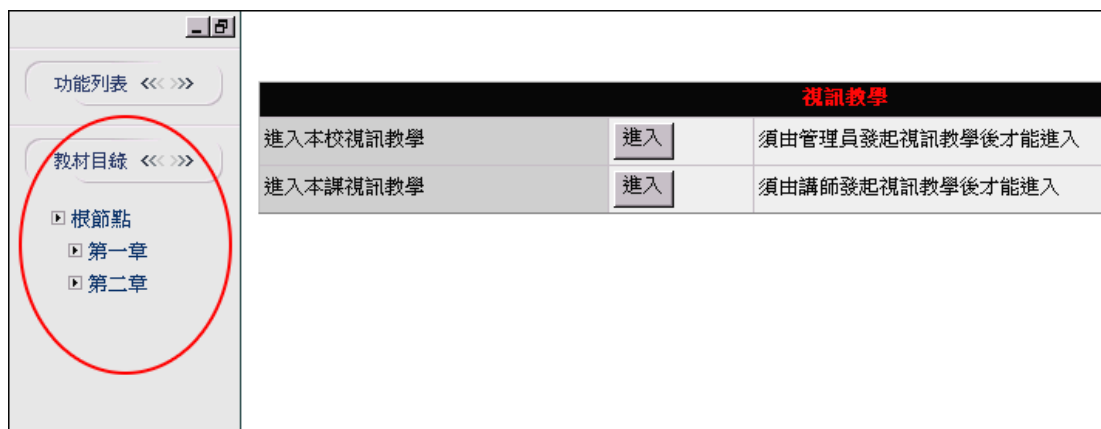 功能列表
教材目錄
根節點
第一章
第二章
視訊教學
進入本校視訊教學 進入 須由管理員發起視訊教學後才能進入
進入本課視訊教學 進入 須由講師發起視訊教學後才能進入